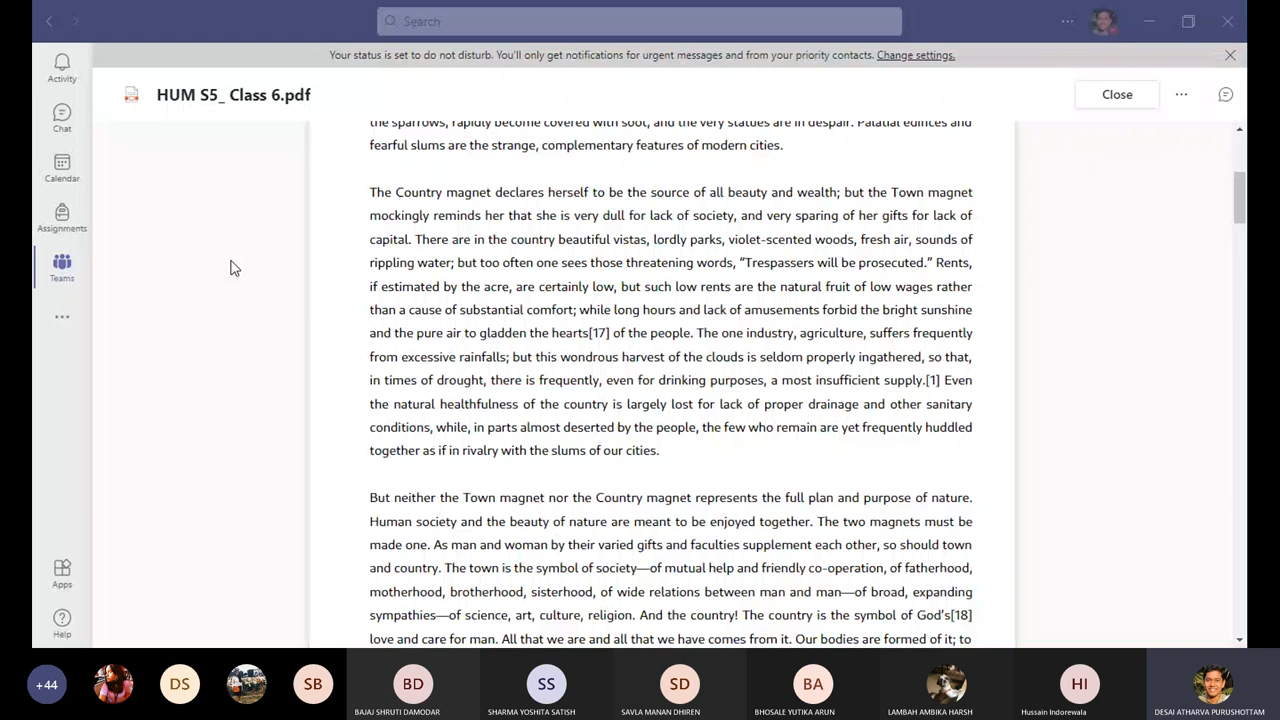 Search
Your status is set to do not disturb. You'll only get notifications for urgent messages and from your priority contacts. Change settings.
Activity
Chat
Calendar
Assignments
Teams
Apps
Help
HUM S5_ Class 6.pdf
Close
the sparrows, rapidly become covered with soot, and the very statues are in despair. Palatial edifices and
fearful slums are the strange, complementary features of modern cities.
The Country magnet declares herself to be the source of all beauty and wealth; but the Town magnet
mockingly reminds her that she is very dull for lack of society, and very sparing of her gifts for lack of
capital. There are in the country beautiful vistas, lordly parks, violet-scented woods, fresh air, sounds of
rippling water; but too often one sees those threatening words, “Trespassers will be prosecuted.” Rents,
if estimated by the acre, are certainly low, but such low rents are the natural fruit of low wages rather
than a cause of substantial comfort; while long hours and lack of amusements forbid the bright sunshine
and the pure air to gladden the hearts[17] of the people. The one industry, agriculture, suffers frequently
from excessive rainfalls; but this wondrous harvest of the clouds is seldom properly ingathered, so that,
in times of drought, there is frequently, even for drinking purposes, a most insufficient supply.[1] Even
the natural healthfulness of the country is largely lost for lack of proper drainage and other sanitary
conditions, while, in parts almost deserted by the people, the few who remain are yet frequently huddled
together as if in rivalry with the slums of our cities.
But neither the Town magnet nor the Country magnet represents the full plan and purpose of nature.
Human society and the beauty of nature are meant to be enjoyed together. The two magnets must be
made one. As man and woman by their varied gifts and faculties supplement each other, so should town
and country. The town is the symbol of society—of mutual help and friendly co-operation, of fatherhood,
motherhood, brotherhood, sisterhood, of wide relations between man and man—of broad, expanding
sympathies—of science, art, culture, religion. And the country! The country is the symbol of God’s[18]
love and care for man. All that we are and all that we have comes from it. Our bodies are formed of it; to
+44
DS
SB
BD
SS
SD
BA
HI
BAJAJ SHRUTI DAMODAR
SHARMA YOSHITA SATISH
SAVLA MANAN DHIREN
BHOSALE YUTIKA ARUN
LAMBAH AMBIKA HARSH
Hussain Indorewala
DESAI ATHARVA PURUSHOTTAM